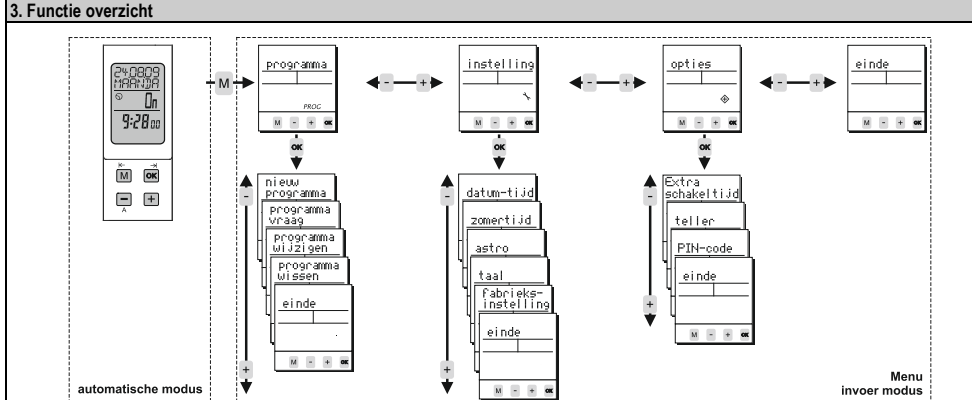 3. Functie overzicht
24.08.09
MAANDA
On
9:28 00
M
OK
-
+
A
automatische modus
M
programma
PROG
M - + OK
- +
instelling
M - + OK
- +
opties
M - + OK
- +
einde
M - + OK
OK
-
nieuw
programma
programma
vraag
programma
wijzigen
programma
wissen
einde
M - + OK
+
OK
-
datum-tijd
zomertijd
astro
taal
fabrieks-
instelling
einde
M - + OK
+
OK
-
Extra
schakeltijd
teller
PIN-code
einde
M - + OK
+
Menu
invoer modus